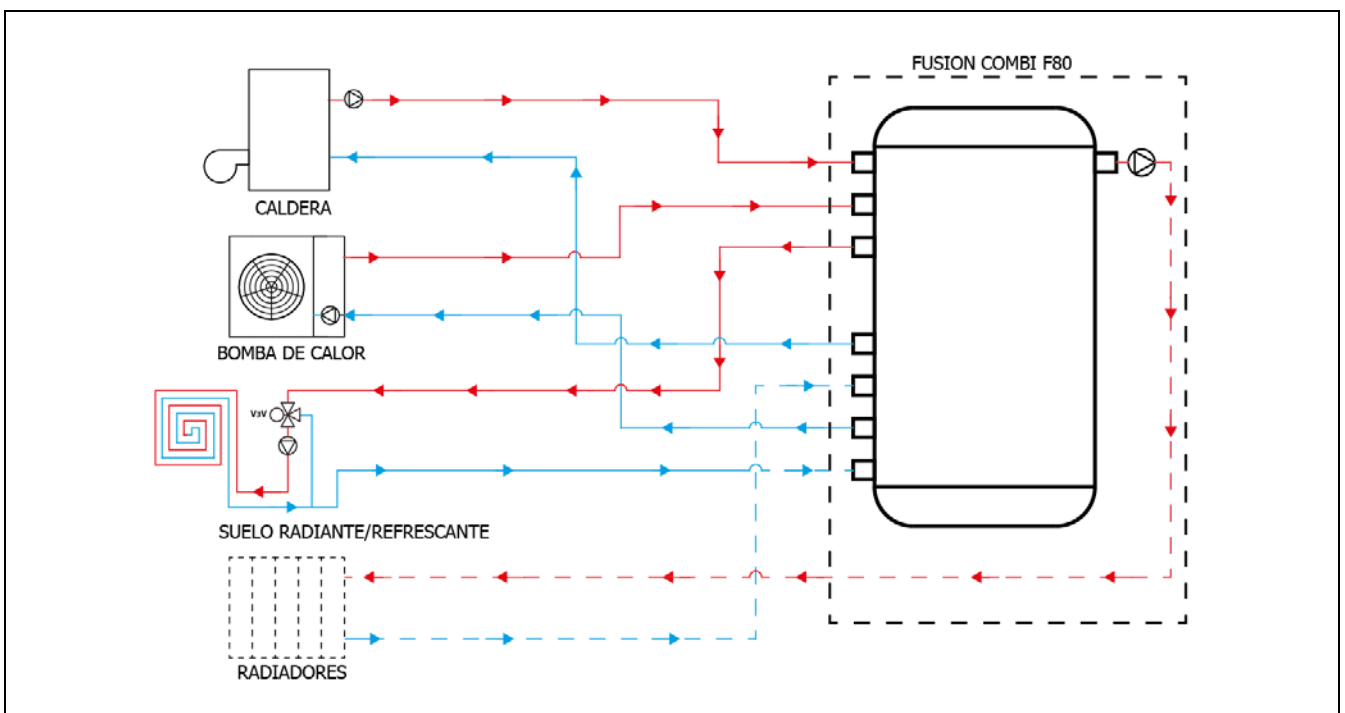 FUSION COMBI F80
CALDERA
BOMBA DE CALOR
V3V
SUELO RADIANTE/REFRESCANTE
RADIADORES